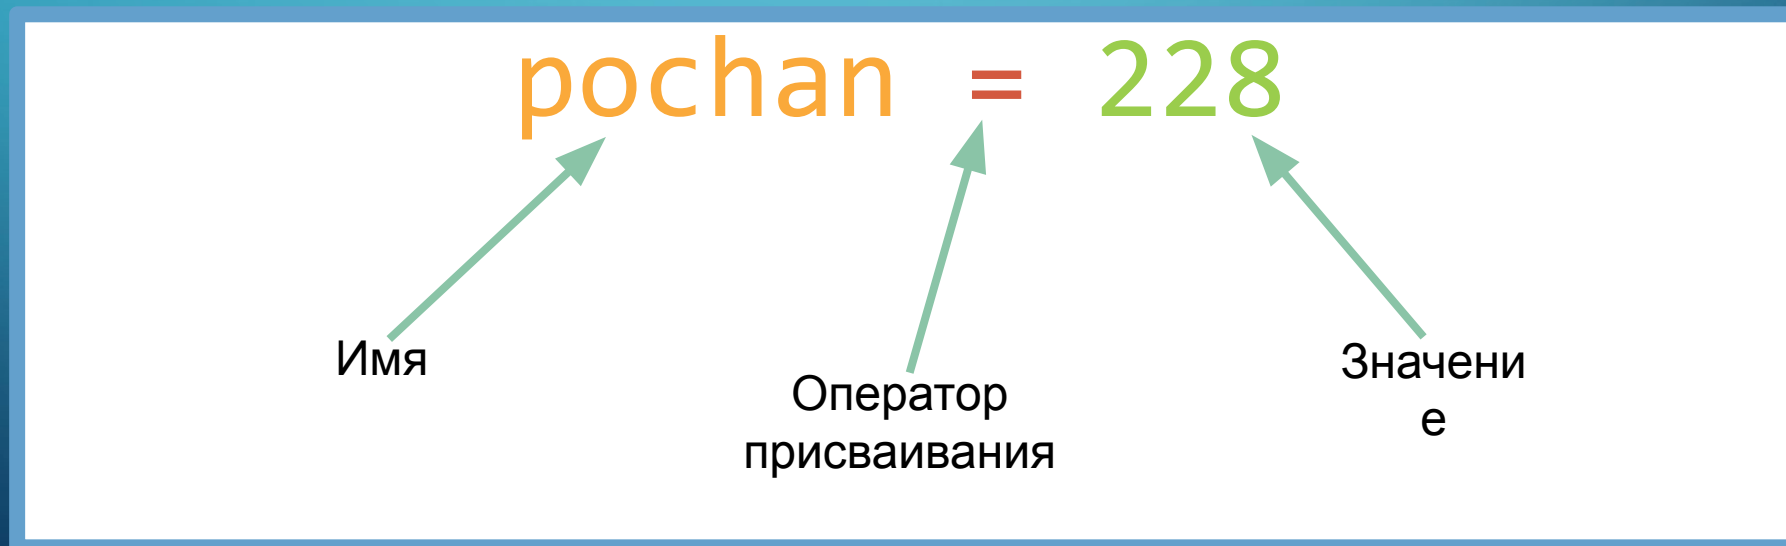 pochan = 228
Имя
Оператор
присваивания
Значени
е